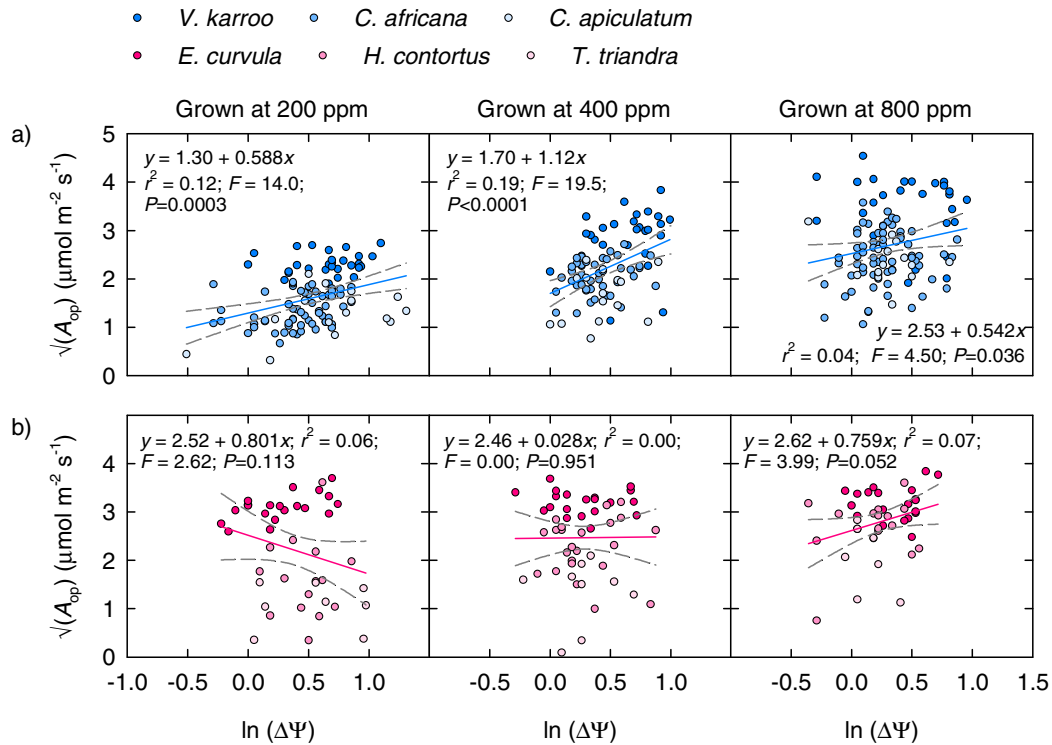 V. karroo C. africana C. apiculatum
E. curvula H. contortus T. triandra
Grown at 200 ppm Grown at 400 ppm Grown at 800 ppm
a)
√(Aop) (μmol m-2 s-1)
5
4
3
2
1
0
y = 1.30 + 0.588x
r2 = 0.12; F = 14.0;
P=0.0003
y = 1.70 + 1.12x
r2 = 0.19; F = 19.5;
P<0.0001
y = 2.53 + 0.542x
r2 = 0.04; F = 4.50; P=0.036
b)
√(Aop) (μmol m-2 s-1)
4
3
2
1
0
y = 2.52 + 0.801x; r2 = 0.06;
F = 2.62; P=0.113
y = 2.46 + 0.028x; r2 = 0.00;
F = 0.00; P=0.951
y = 2.62 + 0.759x; r2 = 0.07;
F = 3.99; P=0.052
-1.0 -0.5 0.0 0.5 1.0 -0.5 0.0 0.5 1.0 -0.5 0.0 0.5 1.0 1.5
ln (ΔΨ) ln (ΔΨ) ln (ΔΨ)